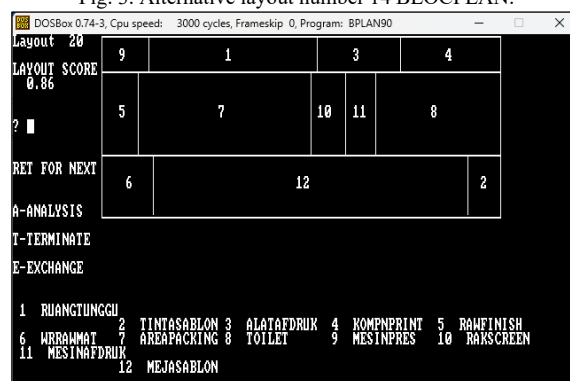 Fig. 3. Alternative layout number 14 BLOCPLAN.
DOSBox 0.74-3, Cpu speed: 3000 cycles, Frameskip 0, Program: BPLAN90
Layout 20
LAYOUT SCORE
0.86
? 
9 1 3 4
5 7 10 11 8
6 12 2
RET FOR NEXT
A-ANALYSIS
T-TERMINATE
E-EXCHANGE
1 RUANGTUNGGU
2 TINTASABLON 3 ALATAFDRUK 4 KOMPNPRINT 5 RAWFINISH
6 WRRAWMAT 7 AREAPACKING 8 TOILET 9 MESINPRES 10 RAKSCREEN
11 MESINAFDRUK
12 MEJASABLON